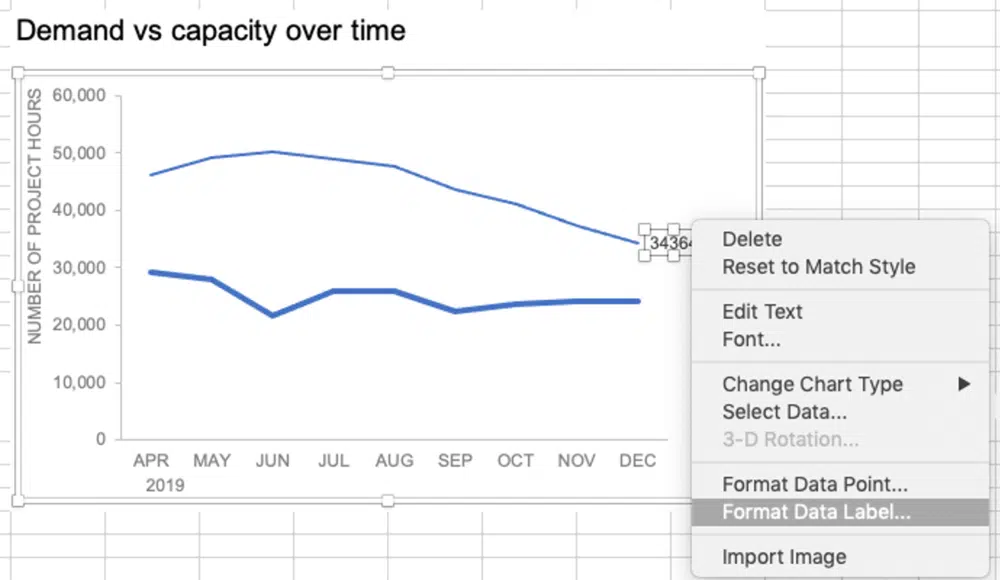 Demand vs capacity over time
NUMBER OF PROJECT HOURS
60,000
50,000
40,000
30,000
20,000
10,000
0
APR MAY JUN JUL AUG SEP OCT NOV DEC
2019
34364
Delete
Reset to Match Style
Edit Text
Font...
Change Chart Type
Select Data...
3-D Rotation...
Format Data Point...
Format Data Label...
Import Image